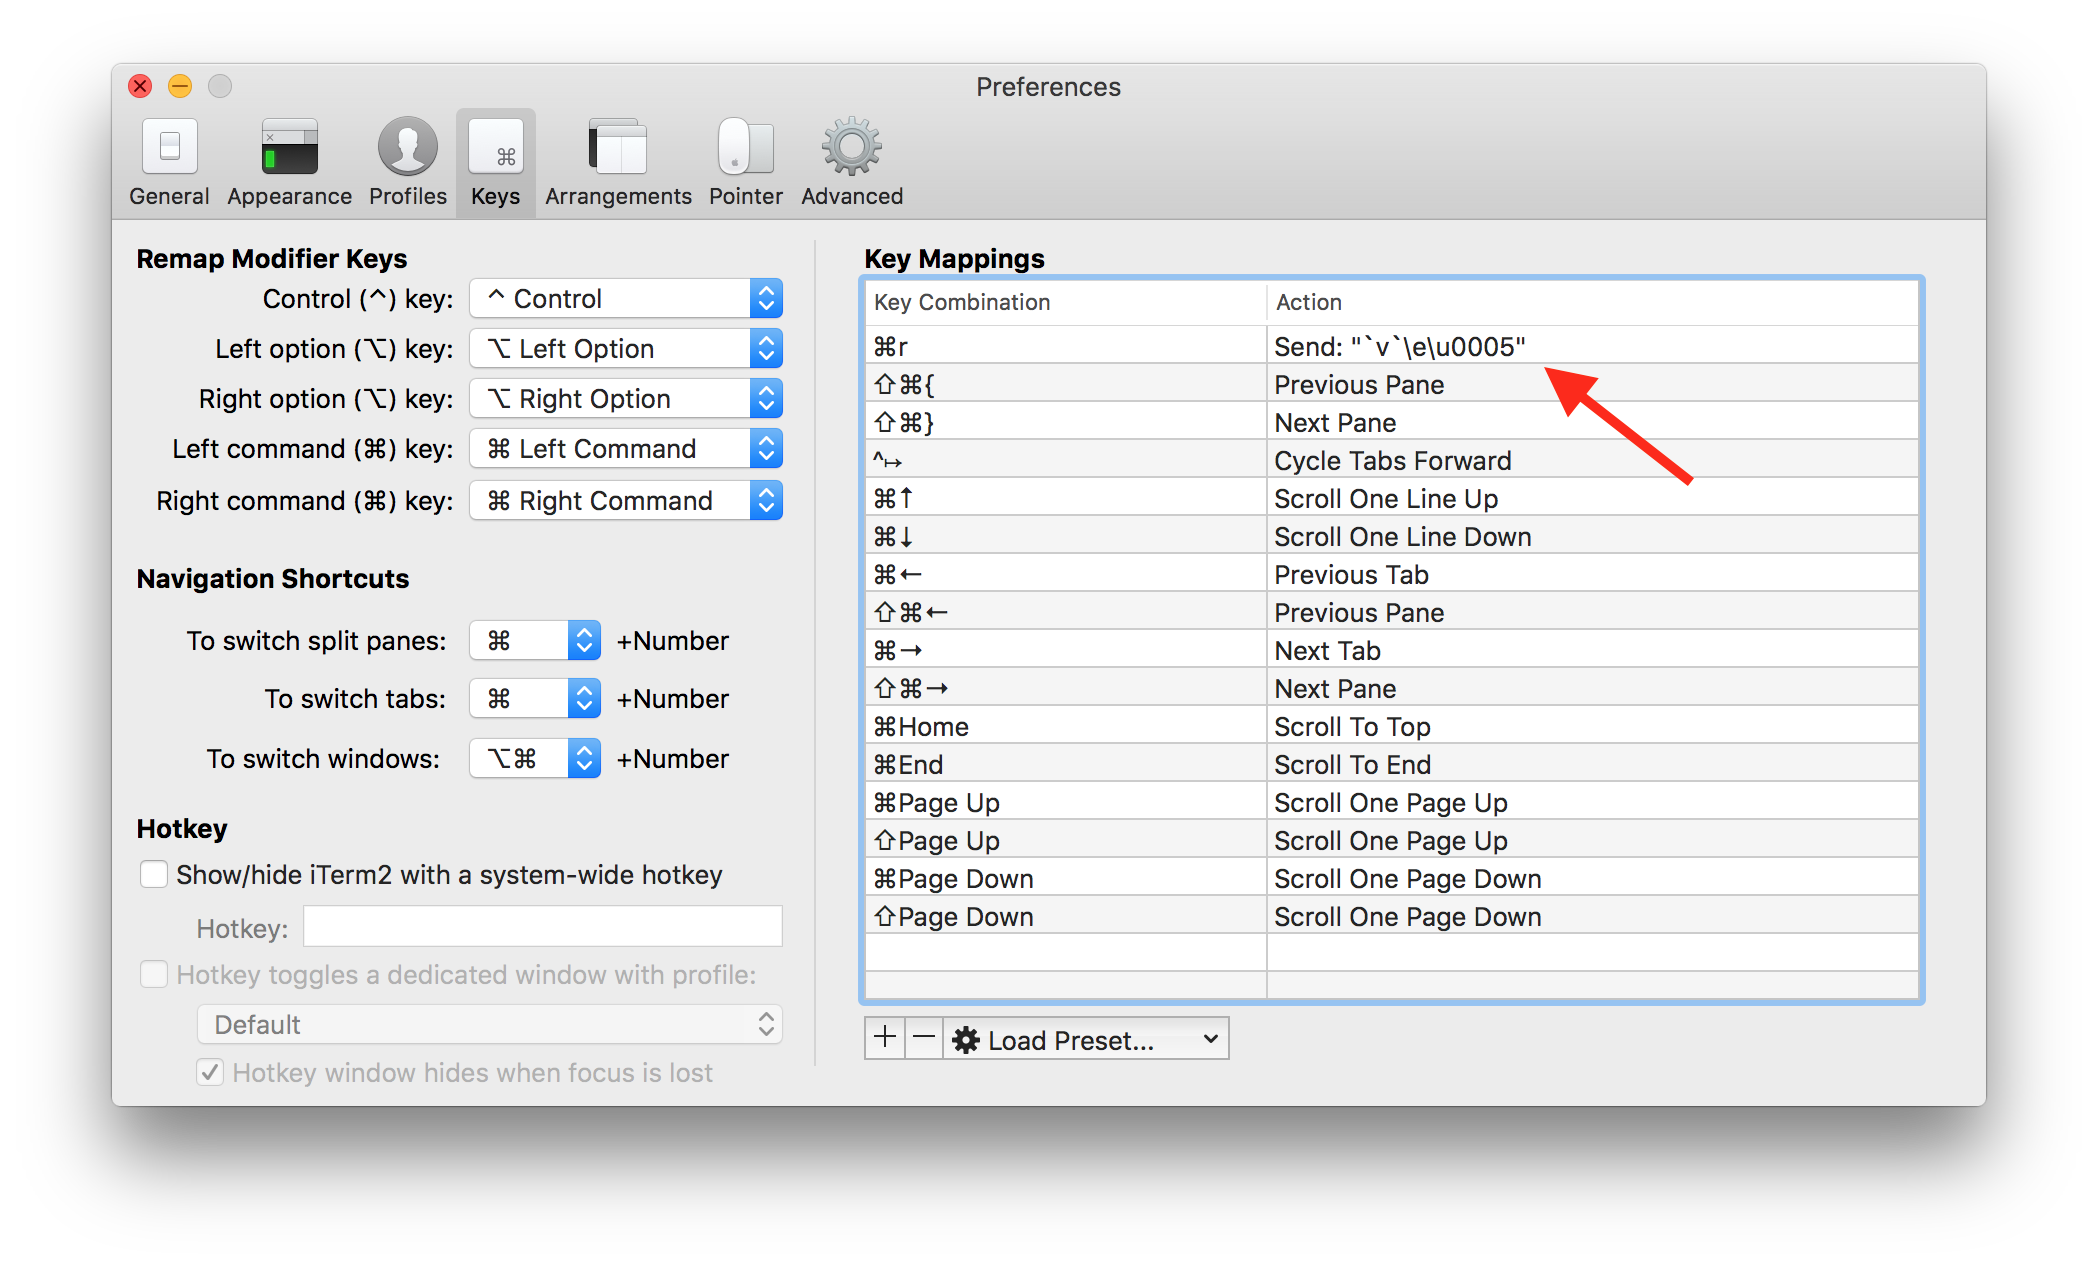 Preferences
General Appearance Profiles Keys Arrangements Pointer Advanced
Remap Modifier Keys
Control (^) key: ^ Control
Left option (⌥) key: ⌥ Left Option
Right option (⌥) key: ⌥ Right Option
Left command (⌘) key: ⌘ Left Command
Right command (⌘) key: ⌘ Right Command
Navigation Shortcuts
To switch split panes: ⌘ +Number
To switch tabs: ⌘ +Number
To switch windows: ⌥⌘ +Number
Hotkey
Show/hide iTerm2 with a system-wide hotkey
Hotkey:
Hotkey toggles a dedicated window with profile:
Default
Hotkey window hides when focus is lost
Key Mappings
Key Combination Action
⌘r Send: "`v`\e\u0005"
⇧⌘{ Previous Pane
⇧⌘} Next Pane
^↦ Cycle Tabs Forward
⌘↑ Scroll One Line Up
⌘↓ Scroll One Line Down
⌘← Previous Tab
⇧⌘← Previous Pane
⌘→ Next Tab
⇧⌘→ Next Pane
⌘Home Scroll To Top
⌘End Scroll To End
⌘Page Up Scroll One Page Up
⇧Page Up Scroll One Page Up
⌘Page Down Scroll One Page Down
⇧Page Down Scroll One Page Down
+ − Load Preset...